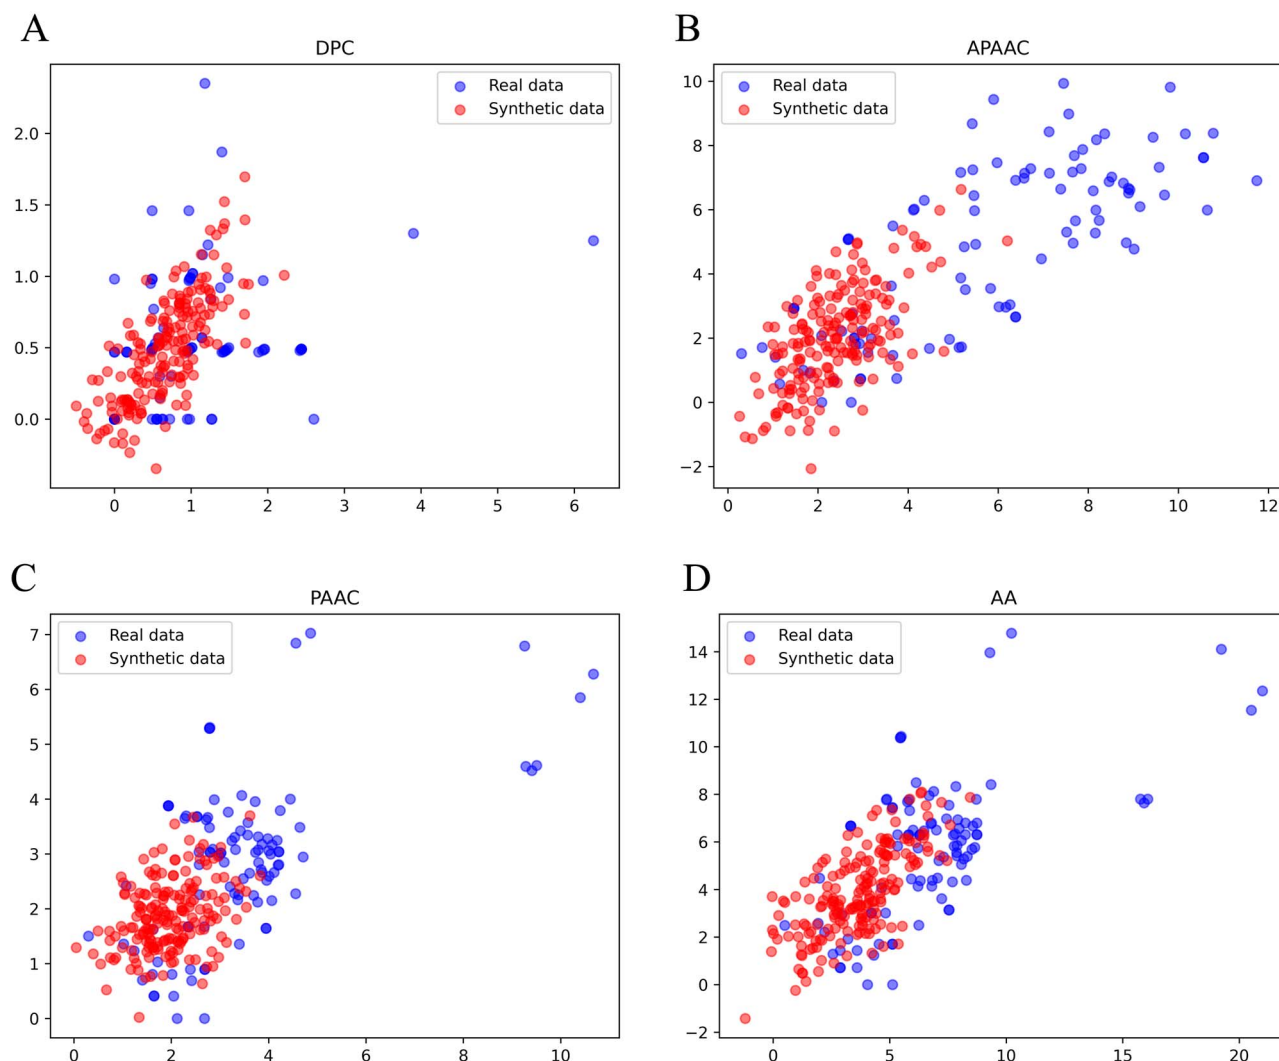 A
DPC
Real data
Synthetic data
2.0
1.5
1.0
0.5
0.0
0 1 2 3 4 5 6
B
APAAC
Real data
Synthetic data
10
8
6
4
2
0
−2
0 2 4 6 8 10 12
C
PAAC
Real data
Synthetic data
7
6
5
4
3
2
1
0
0 2 4 6 8 10
D
AA
Real data
Synthetic data
14
12
10
8
6
4
2
0
−2
0 5 10 15 20